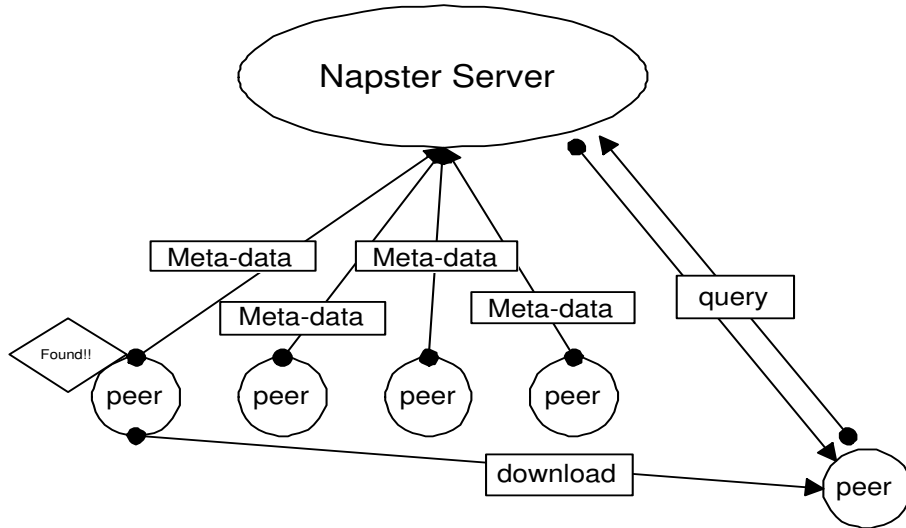 Napster Server
Meta-data
Meta-data
Meta-data
Meta-data
query
Found!!
peer
peer
peer
peer
download
peer